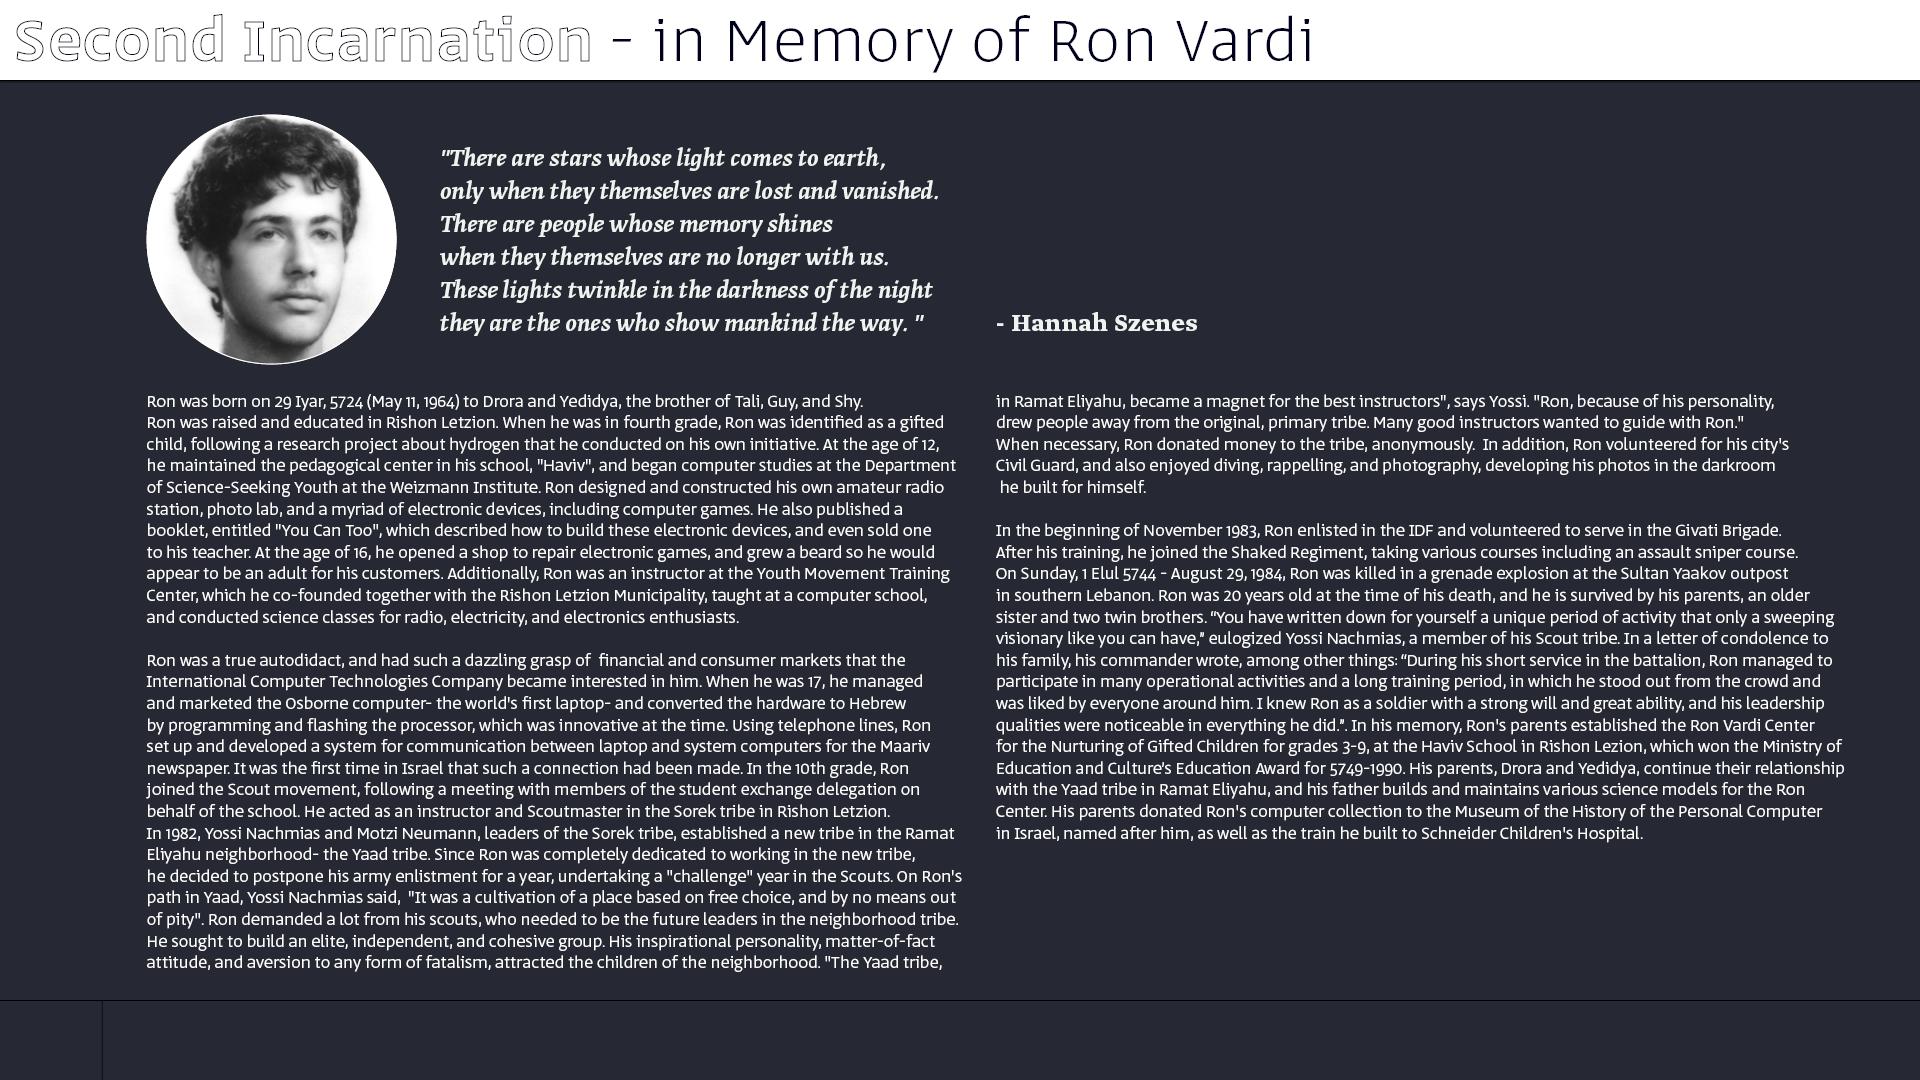 Second Incarnation - in Memory of Ron Vardi
"There are stars whose light comes to earth,
only when they themselves are lost and vanished.
There are people whose memory shines
when they themselves are no longer with us.
These lights twinkle in the darkness of the night
they are the ones who show mankind the way. "
- Hannah Szenes
Ron was born on 29 Iyar, 5724 (May 11, 1964) to Drora and Yedidya, the brother of Tali, Guy, and Shy.
Ron was raised and educated in Rishon Letzion. When he was in fourth grade, Ron was identified as a gifted
child, following a research project about hydrogen that he conducted on his own initiative. At the age of 12,
he maintained the pedagogical center in his school, "Haviv", and began computer studies at the Department
of Science-Seeking Youth at the Weizmann Institute. Ron designed and constructed his own amateur radio
station, photo lab, and a myriad of electronic devices, including computer games. He also published a
booklet, entitled "You Can Too", which described how to build these electronic devices, and even sold one
to his teacher. At the age of 16, he opened a shop to repair electronic games, and grew a beard so he would
appear to be an adult for his customers. Additionally, Ron was an instructor at the Youth Movement Training
Center, which he co-founded together with the Rishon Letzion Municipality, taught at a computer school,
and conducted science classes for radio, electricity, and electronics enthusiasts.
Ron was a true autodidact, and had such a dazzling grasp of  financial and consumer markets that the
International Computer Technologies Company became interested in him. When he was 17, he managed
and marketed the Osborne computer- the world's first laptop- and converted the hardware to Hebrew
by programming and flashing the processor, which was innovative at the time. Using telephone lines, Ron
set up and developed a system for communication between laptop and system computers for the Maariv
newspaper. It was the first time in Israel that such a connection had been made. In the 10th grade, Ron
joined the Scout movement, following a meeting with members of the student exchange delegation on
behalf of the school. He acted as an instructor and Scoutmaster in the Sorek tribe in Rishon Letzion.
In 1982, Yossi Nachmias and Motzi Neumann, leaders of the Sorek tribe, established a new tribe in the Ramat
Eliyahu neighborhood- the Yaad tribe. Since Ron was completely dedicated to working in the new tribe,
he decided to postpone his army enlistment for a year, undertaking a "challenge" year in the Scouts. On Ron's
path in Yaad, Yossi Nachmias said,  "It was a cultivation of a place based on free choice, and by no means out
of pity". Ron demanded a lot from his scouts, who needed to be the future leaders in the neighborhood tribe.
He sought to build an elite, independent, and cohesive group. His inspirational personality, matter-of-fact
attitude, and aversion to any form of fatalism, attracted the children of the neighborhood. "The Yaad tribe,
in Ramat Eliyahu, became a magnet for the best instructors", says Yossi. "Ron, because of his personality,
drew people away from the original, primary tribe. Many good instructors wanted to guide with Ron."
When necessary, Ron donated money to the tribe, anonymously.  In addition, Ron volunteered for his city's
Civil Guard, and also enjoyed diving, rappelling, and photography, developing his photos in the darkroom
he built for himself.
In the beginning of November 1983, Ron enlisted in the IDF and volunteered to serve in the Givati Brigade.
After his training, he joined the Shaked Regiment, taking various courses including an assault sniper course.
On Sunday, 1 Elul 5744 - August 29, 1984, Ron was killed in a grenade explosion at the Sultan Yaakov outpost
in southern Lebanon. Ron was 20 years old at the time of his death, and he is survived by his parents, an older
sister and two twin brothers. “You have written down for yourself a unique period of activity that only a sweeping
visionary like you can have,” eulogized Yossi Nachmias, a member of his Scout tribe. In a letter of condolence to
his family, his commander wrote, among other things: “During his short service in the battalion, Ron managed to
participate in many operational activities and a long training period, in which he stood out from the crowd and
was liked by everyone around him. I knew Ron as a soldier with a strong will and great ability, and his leadership
qualities were noticeable in everything he did.”. In his memory, Ron's parents established the Ron Vardi Center
for the Nurturing of Gifted Children for grades 3-9, at the Haviv School in Rishon Lezion, which won the Ministry of
Education and Culture's Education Award for 5749-1990. His parents, Drora and Yedidya, continue their relationship
with the Yaad tribe in Ramat Eliyahu, and his father builds and maintains various science models for the Ron
Center. His parents donated Ron's computer collection to the Museum of the History of the Personal Computer
in Israel, named after him, as well as the train he built to Schneider Children's Hospital.